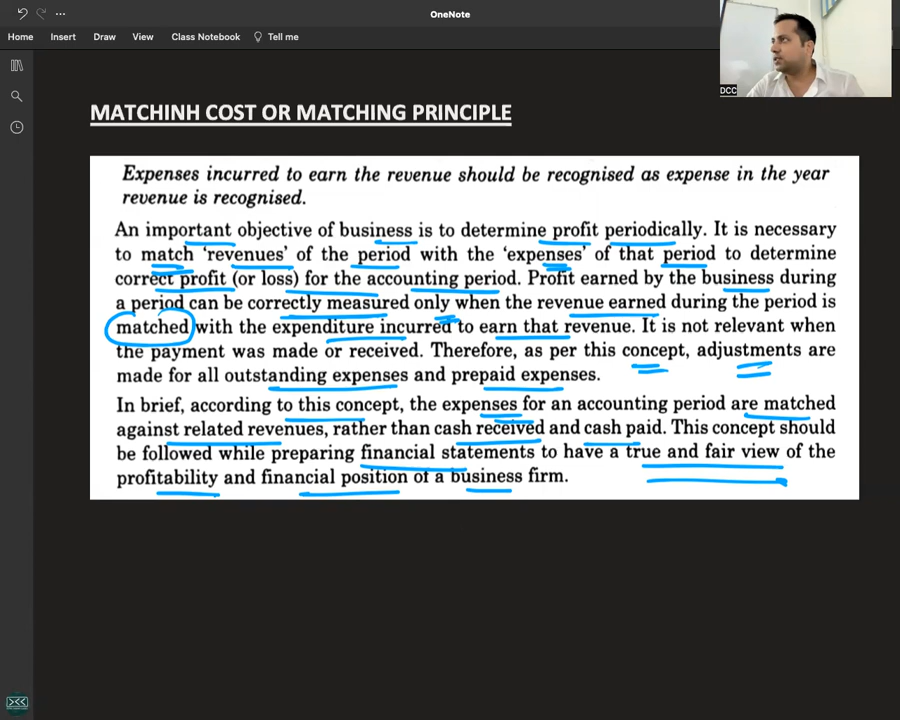 OneNote
Home Insert Draw View Class Notebook Tell me
DCC
MATCHINH COST OR MATCHING PRINCIPLE
Expenses incurred to earn the revenue should be recognised as expense in the year
revenue is recognised.
An important objective of business is to determine profit periodically. It is necessary
to match ‘revenues’ of the period with the ‘expenses’ of that period to determine
correct profit (or loss) for the accounting period. Profit earned by the business during
a period can be correctly measured only when the revenue earned during the period is
matched with the expenditure incurred to earn that revenue. It is not relevant when
the payment was made or received. Therefore, as per this concept, adjustments are
made for all outstanding expenses and prepaid expenses.
In brief, according to this concept, the expenses for an accounting period are matched
against related revenues, rather than cash received and cash paid. This concept should
be followed while preparing financial statements to have a true and fair view of the
profitability and financial position of a business firm.